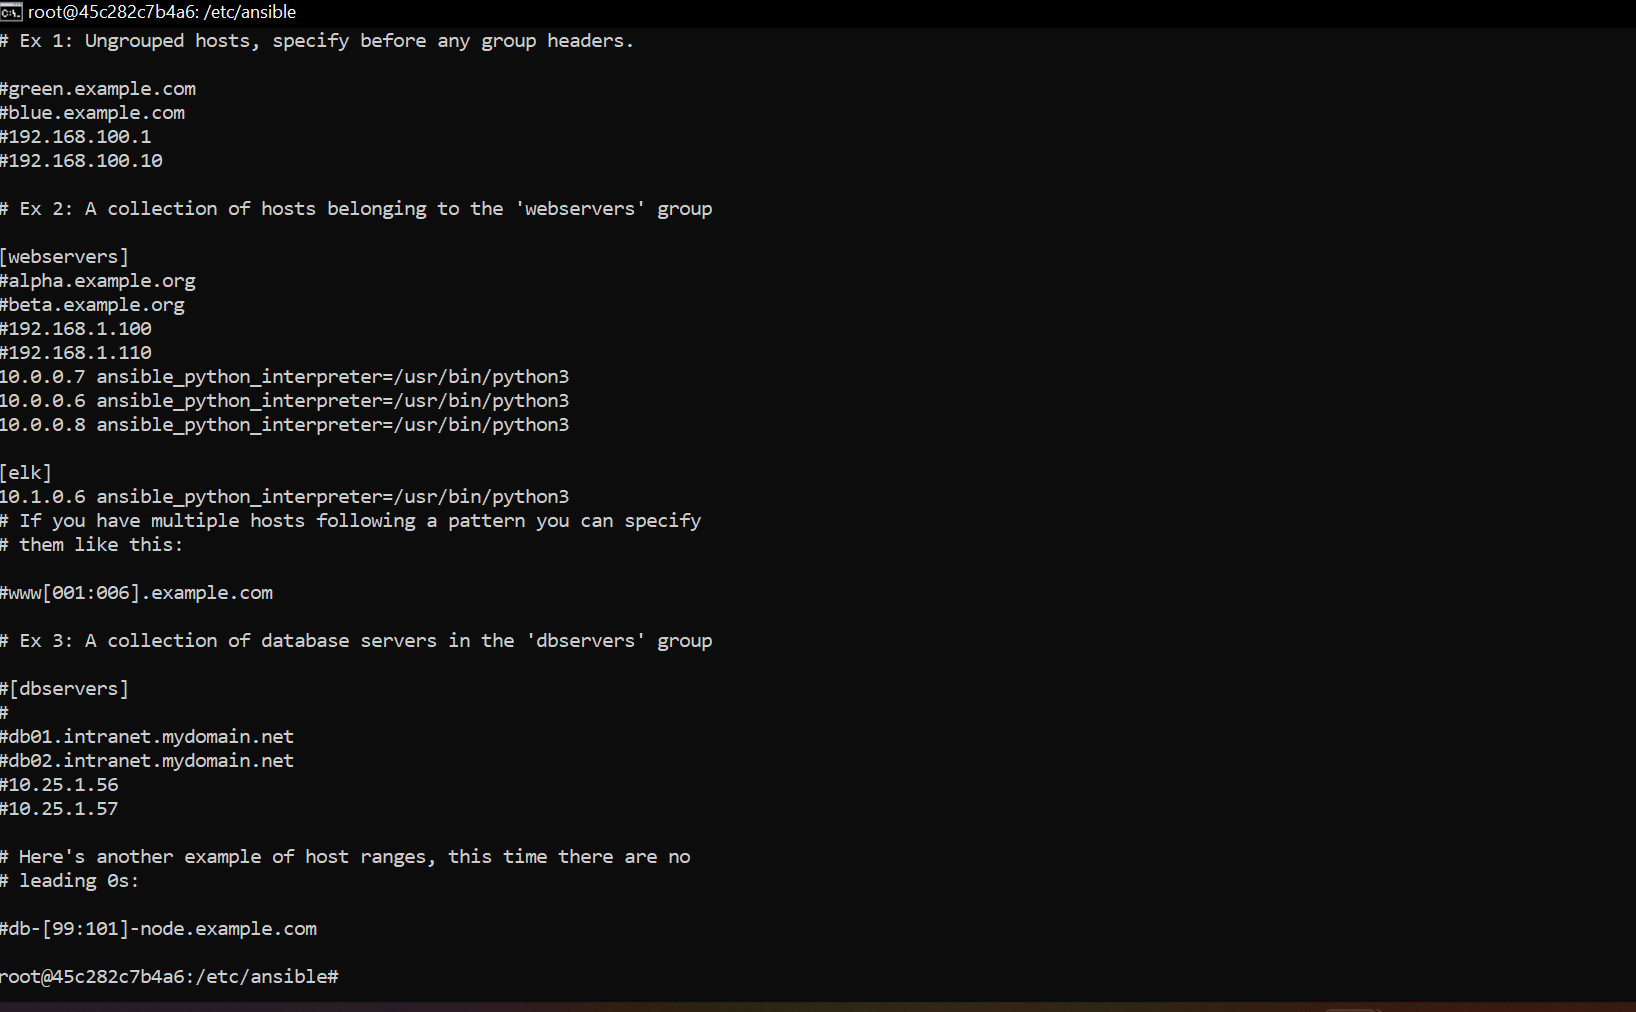 root@45c282c7b4a6: /etc/ansible
# Ex 1: Ungrouped hosts, specify before any group headers.
#green.example.com
#blue.example.com
#192.168.100.1
#192.168.100.10
# Ex 2: A collection of hosts belonging to the 'webservers' group
[webservers]
#alpha.example.org
#beta.example.org
#192.168.1.100
#192.168.1.110
10.0.0.7 ansible_python_interpreter=/usr/bin/python3
10.0.0.6 ansible_python_interpreter=/usr/bin/python3
10.0.0.8 ansible_python_interpreter=/usr/bin/python3
[elk]
10.1.0.6 ansible_python_interpreter=/usr/bin/python3
# If you have multiple hosts following a pattern you can specify
# them like this:
#www[001:006].example.com
# Ex 3: A collection of database servers in the 'dbservers' group
#[dbservers]
#
#db01.intranet.mydomain.net
#db02.intranet.mydomain.net
#10.25.1.56
#10.25.1.57
# Here's another example of host ranges, this time there are no
# leading 0s:
#db-[99:101]-node.example.com
root@45c282c7b4a6:/etc/ansible#